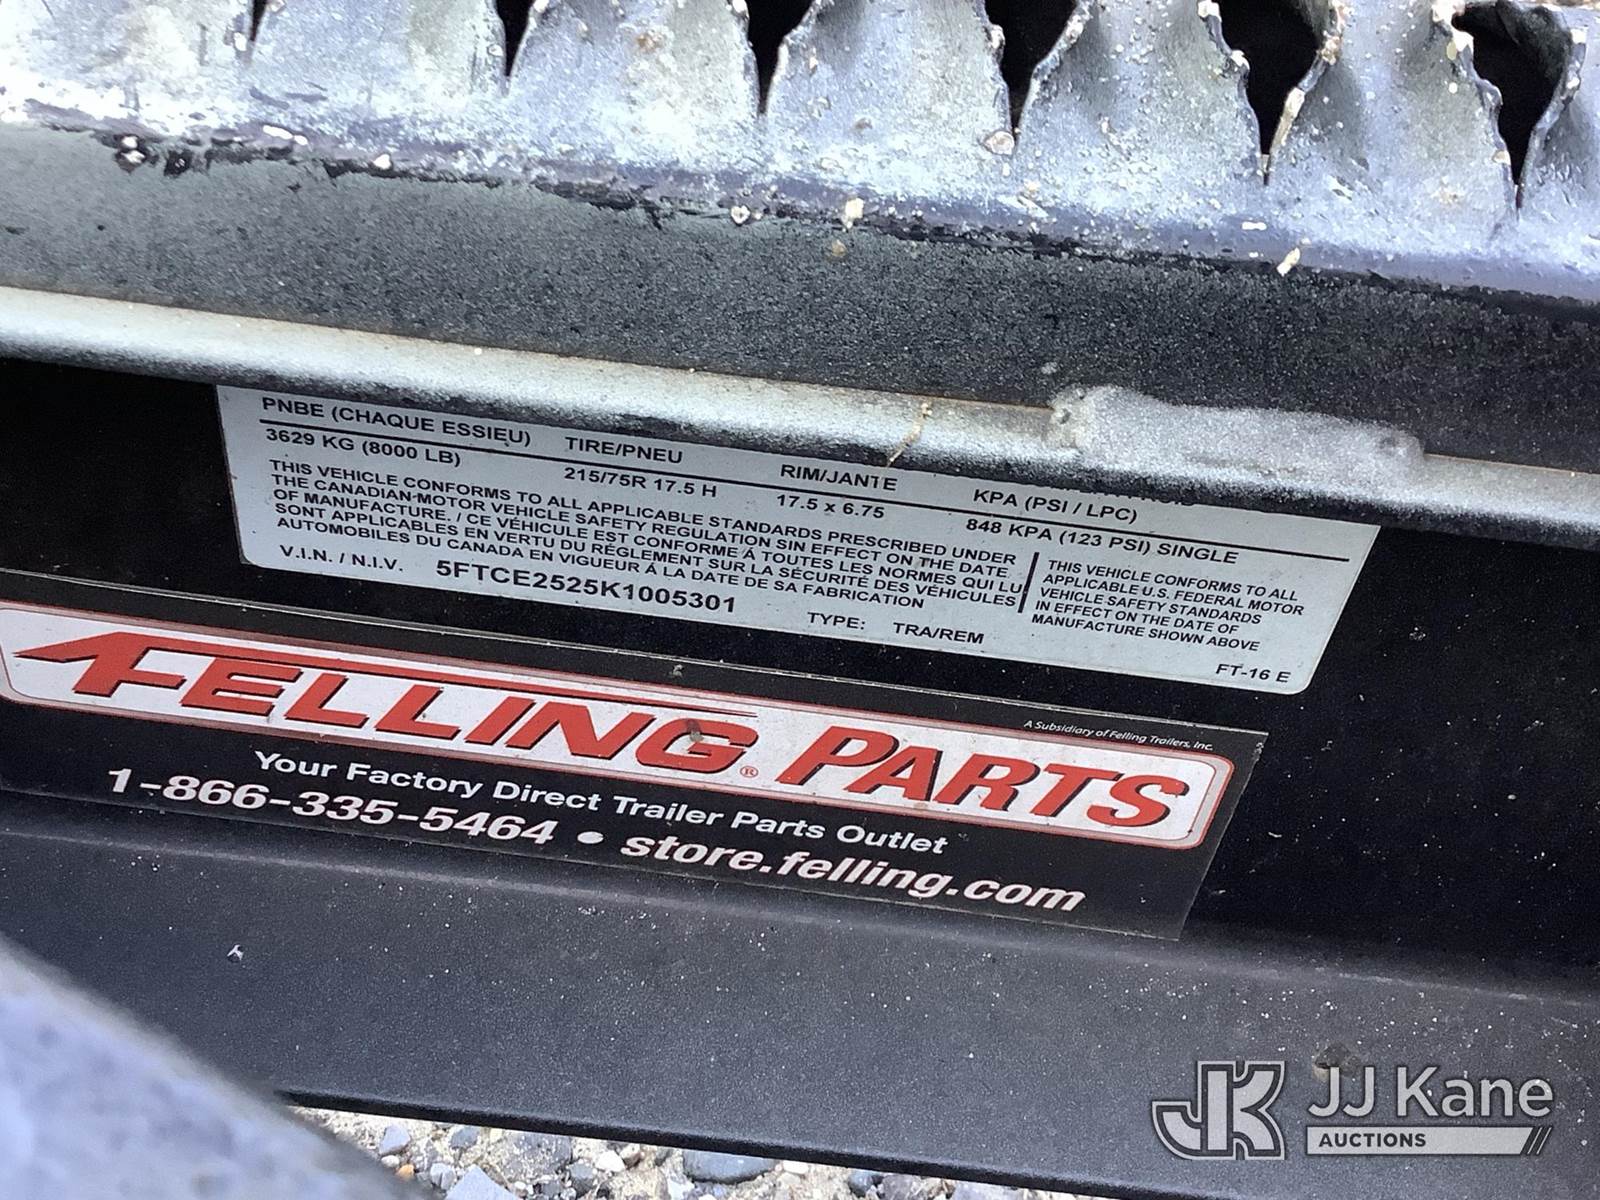 PNBE (CHAQUE ESSIEU) TIRE/PNEU RIM/JANTE KPA (PSI / LPC)
3629 KG (8000 LB) 215/75R 17.5 H 17.5 x 6.75 848 KPA (123 PSI) SINGLE
THIS VEHICLE CONFORMS TO ALL APPLICABLE STANDARDS PRESCRIBED UNDER
THE CANADIAN MOTOR VEHICLE SAFETY REGULATION SIN EFFECT ON THE DATE
OF MANUFACTURE. / CE VÉHICULE EST CONFORME À TOUTES LES NORMES QUI LU
SONT APPLICABLES EN VERTU DU RÈGLEMENT SUR LA SÉCURITÉ DES VÉHICULES
AUTOMOBILES DU CANADA EN VIGUEUR À LA DATE DE SA FABRICATION
THIS VEHICLE CONFORMS TO ALL
APPLICABLE U.S. FEDERAL MOTOR
VEHICLE SAFETY STANDARDS
IN EFFECT ON THE DATE OF
MANUFACTURE SHOWN ABOVE
V.I.N. / N.I.V. 5FTCE2525K1005301 TYPE: TRA/REM
FT-16 E
A Subsidiary of Felling Trailers, Inc.
FELLING® PARTS
Your Factory Direct Trailer Parts Outlet
1-866-335-5464 • store.felling.com
JK JJ Kane
AUCTIONS